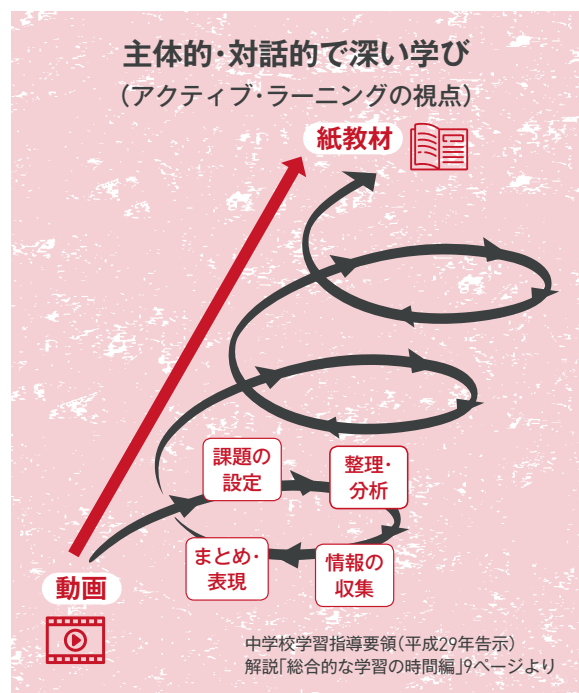 主体的・対話的で深い学び
（アクティブ・ラーニングの視点）
紙教材
課題の
設定
整理・
分析
まとめ・
表現
情報の
収集
動画
中学校学習指導要領（平成29年告示）
解説「総合的な学習の時間編」9ページより